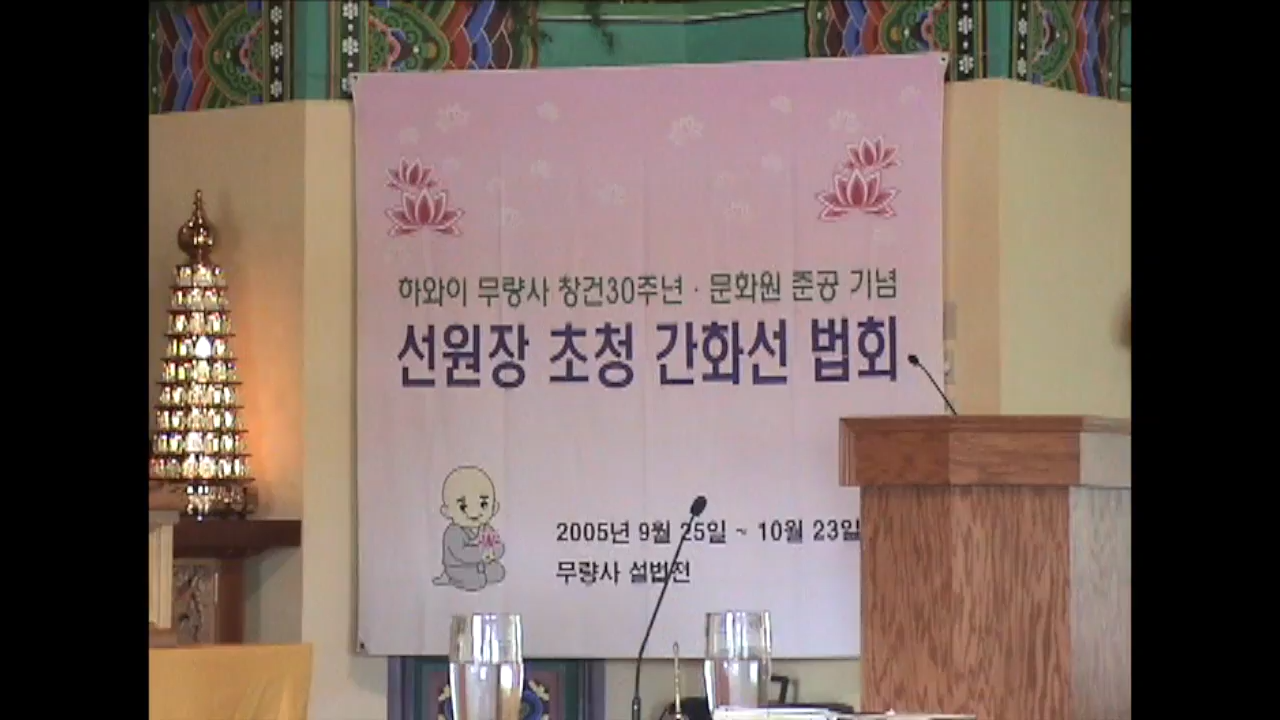 하와이 무량사 창건30주년 · 문화원 준공 기념
선원장 초청 간화선 법회
2005년 9월 25일 ~ 10월 23일
무량사 설법전